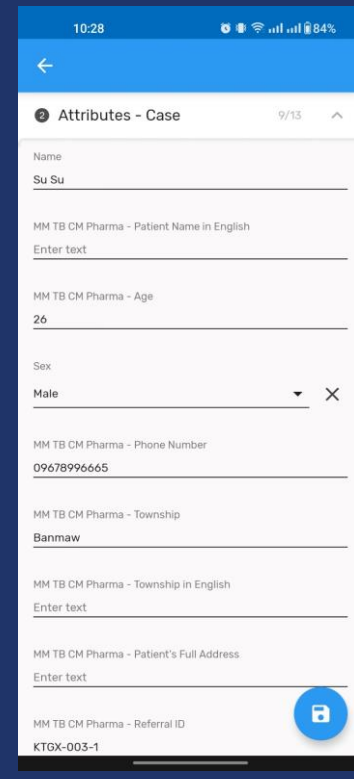 10:28
84%
2 Attributes - Case 9/13
Name
Su Su
MM TB CM Pharma - Patient Name in English
Enter text
MM TB CM Pharma - Age
26
Sex
Male
MM TB CM Pharma - Phone Number
09678996665
MM TB CM Pharma - Township
Banmaw
MM TB CM Pharma - Township in English
Enter text
MM TB CM Pharma - Patient's Full Address
Enter text
MM TB CM Pharma - Referral ID
KTGX-003-1